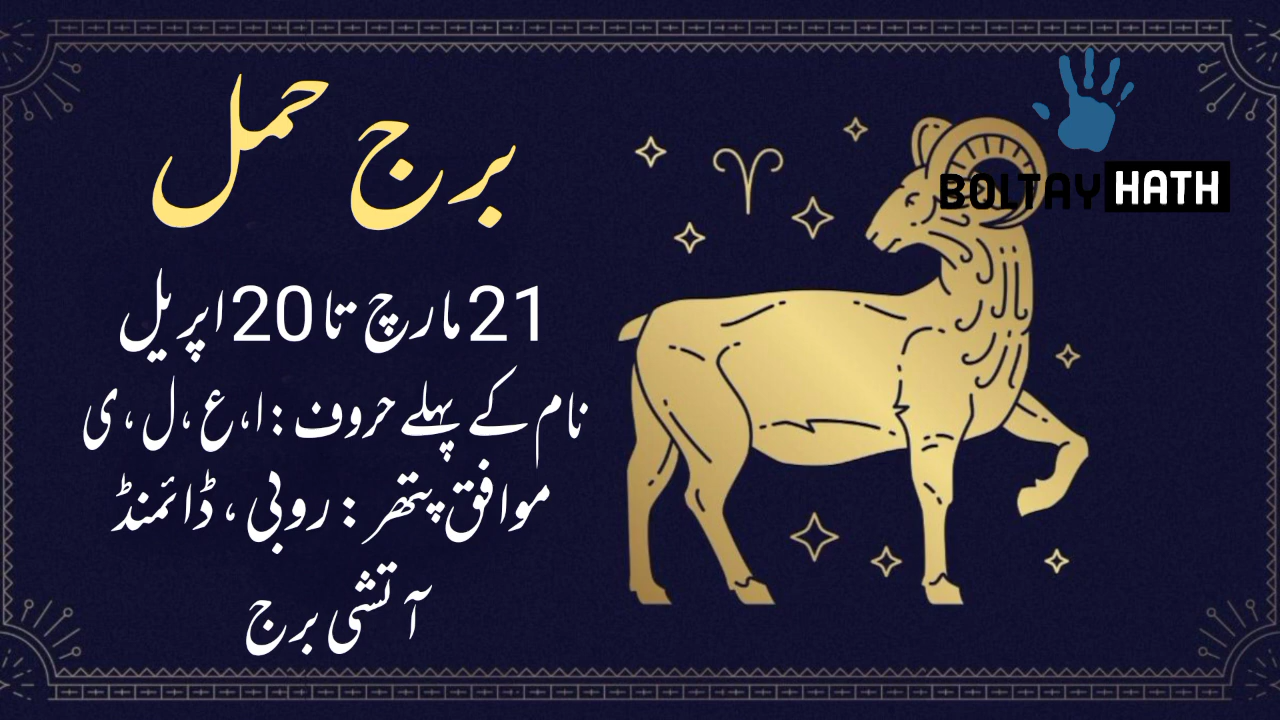 برج حمل
21 مارچ تا 20 اپریل
نام کے پہلے حروف : ا، ع، ل، ی
موافق پتھر : روبی، ڈائمنڈ
آتشی برج
BOLTAY HATH